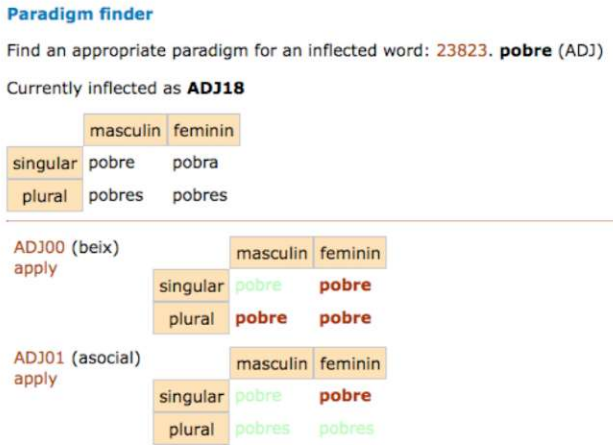 Paradigm finder
Find an appropriate paradigm for an inflected word: 23823. pobre (ADJ)
Currently inflected as ADJ18
masculin feminin
singular pobre pobra
plural pobres pobres
ADJ00 (beix)
apply
masculin feminin
singular pobre pobre
plural pobre pobre
ADJ01 (asocial)
apply
masculin feminin
singular pobre pobre
plural pobres pobres